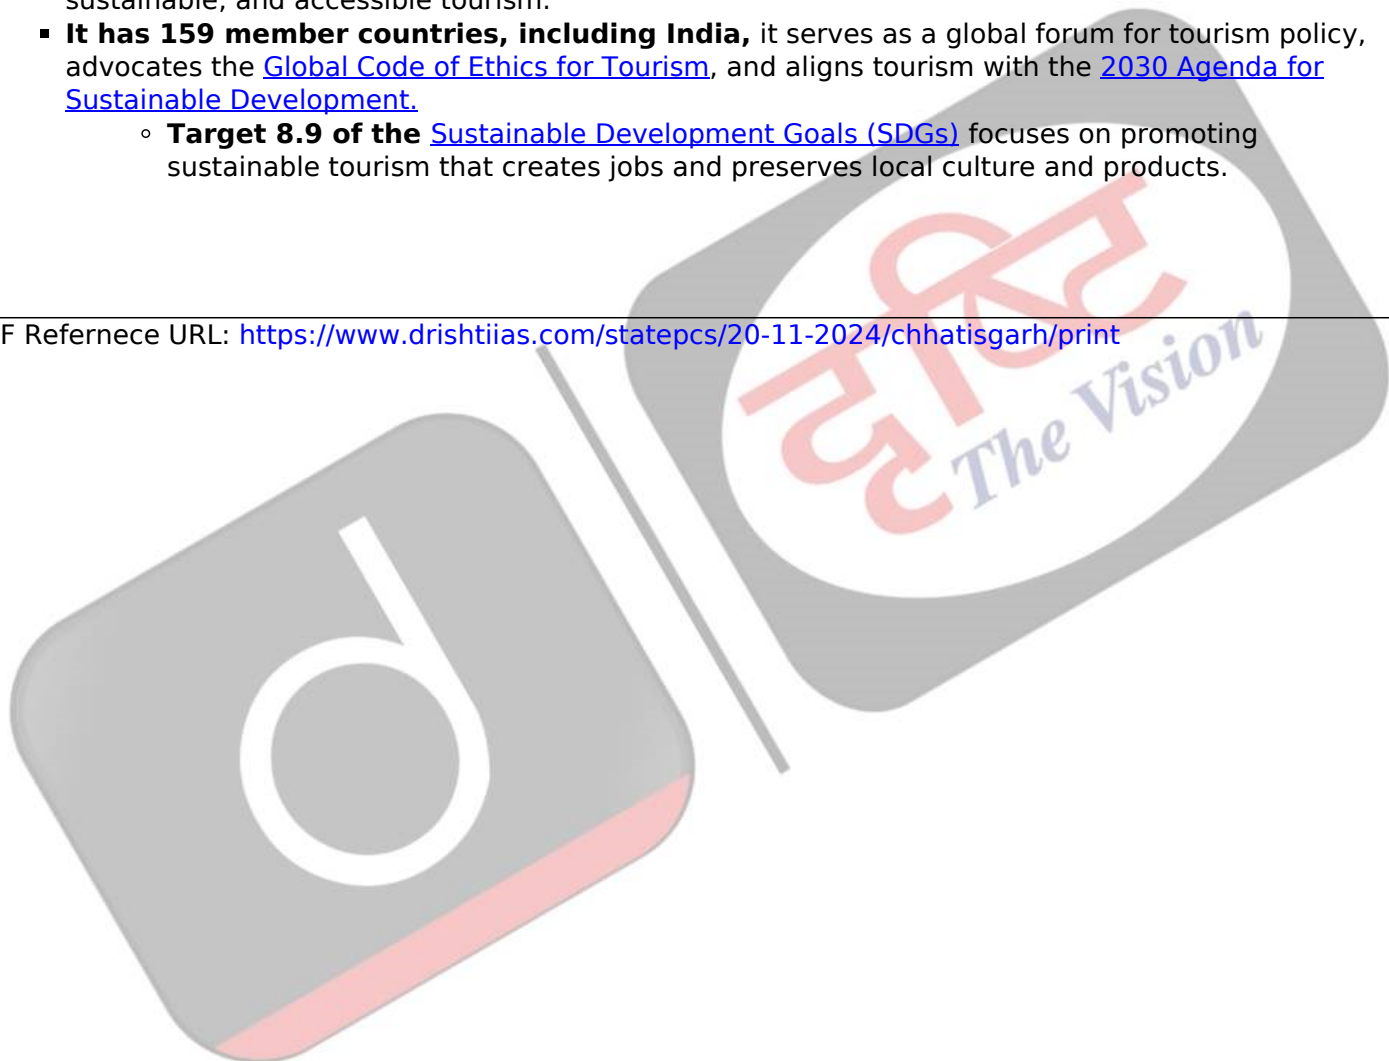 sustainable, and accessible tourism.
▪ It has 159 member countries, including India, it serves as a global forum for tourism policy,
advocates the Global Code of Ethics for Tourism, and aligns tourism with the 2030 Agenda for
Sustainable Development.
◦ Target 8.9 of the Sustainable Development Goals (SDGs) focuses on promoting
sustainable tourism that creates jobs and preserves local culture and products.
F Refernece URL: https://www.drishtiias.com/statepcs/20-11-2024/chhatisgarh/print
दृष्टि
The Vision
d